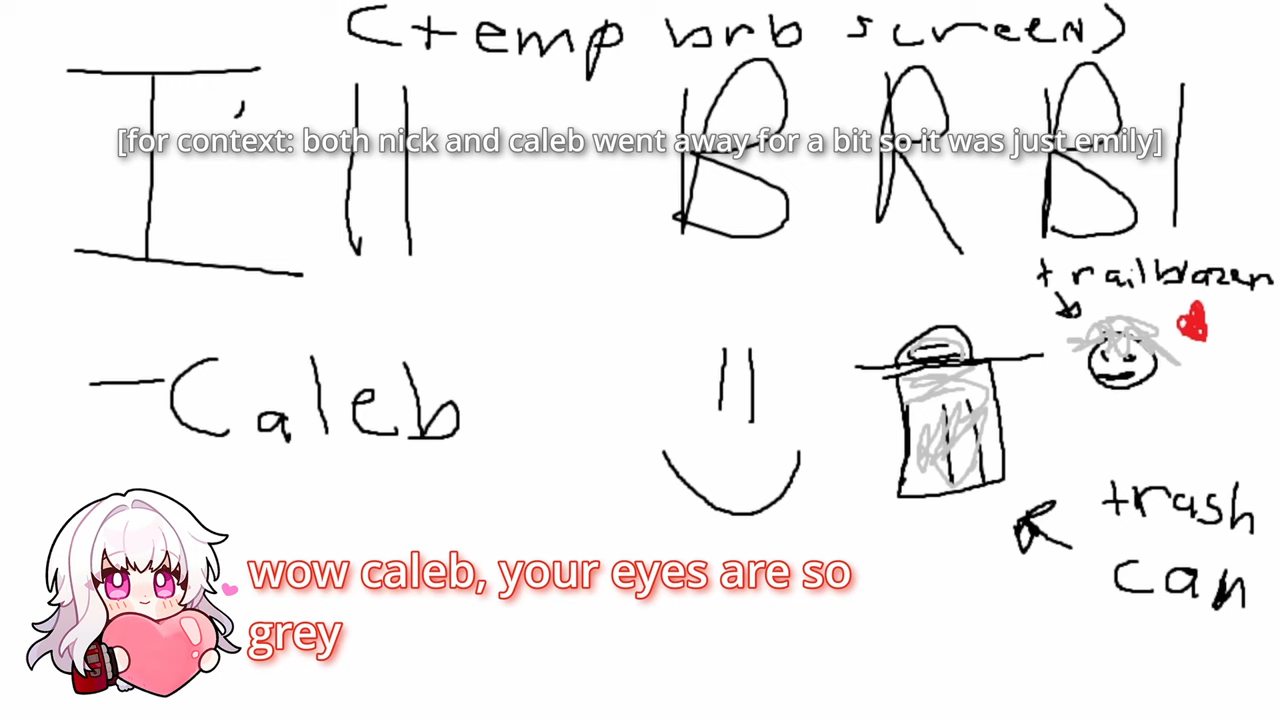 (temp brb screen)
I'll BRB!
[for context: both nick and caleb went away for a bit so it was just emily]
trailblazer
- Caleb
trash
can
wow caleb, your eyes are so
grey